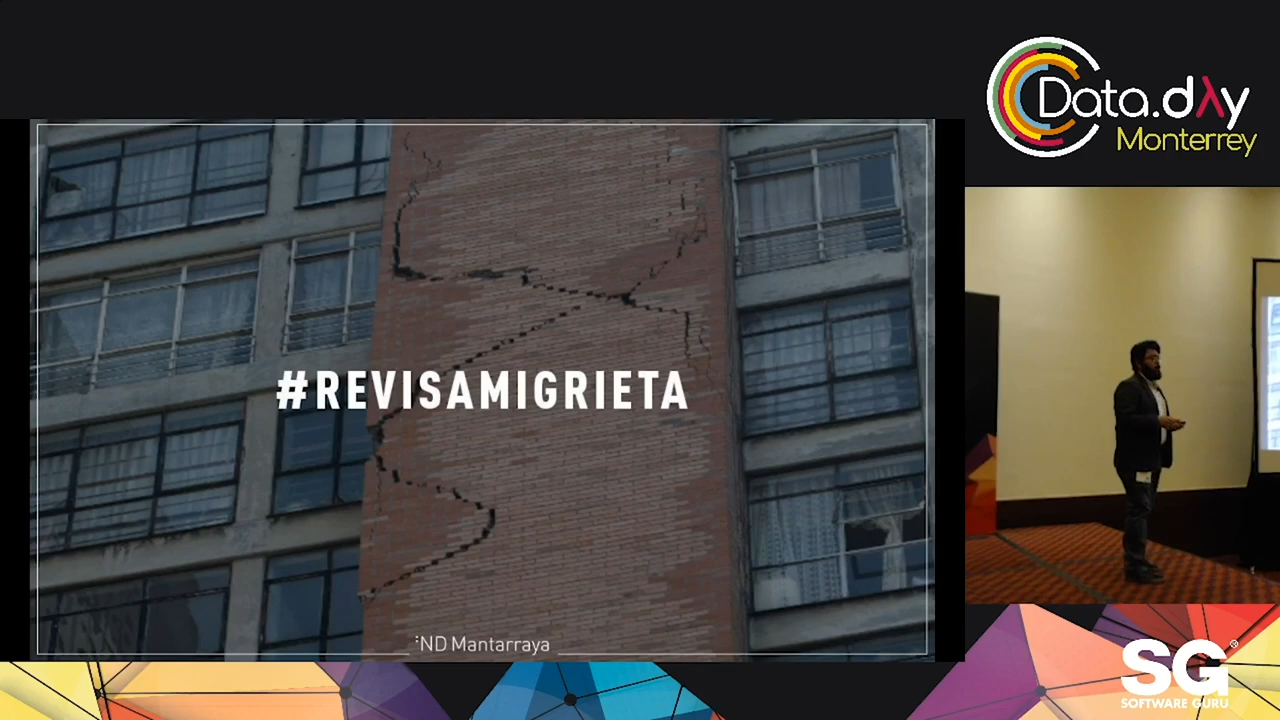 Data.dλy
Monterrey
#REVISAMIGRIETA
ND Mantarraya
SG
SOFTWARE GURU